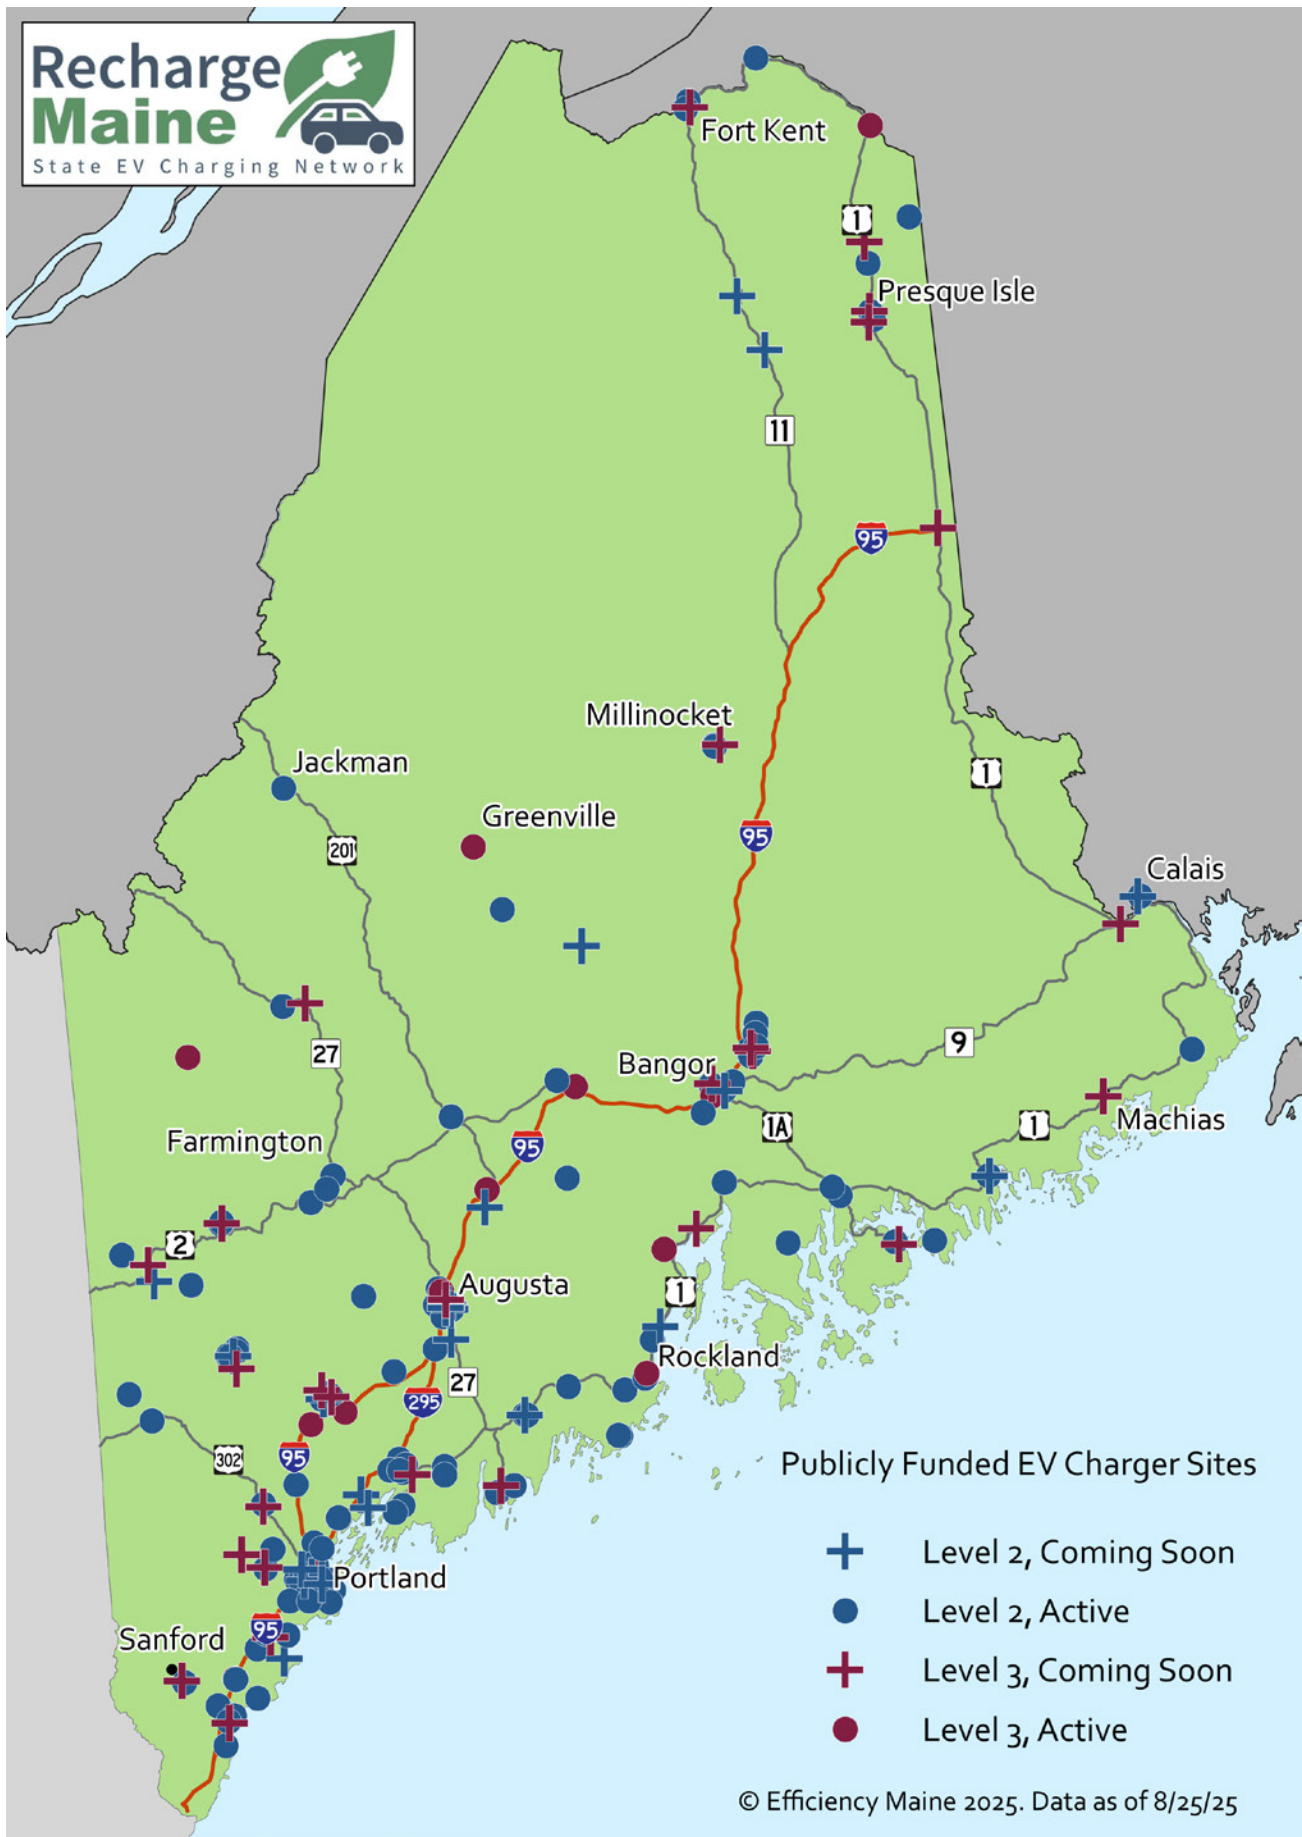 Recharge
Maine
State EV Charging Network
Fort Kent
1
Presque Isle
11
95
Millinocket
Jackman
1
Greenville
95
201
Calais
27
9
Bangor
Machias
1A
1
Farmington
95
2
Augusta
1
Rockland
27
295
95
302
Publicly Funded EV Charger Sites
Level 2, Coming Soon
Portland
Level 2, Active
95
Sanford
Level 3, Coming Soon
Level 3, Active
© Efficiency Maine 2025. Data as of 8/25/25